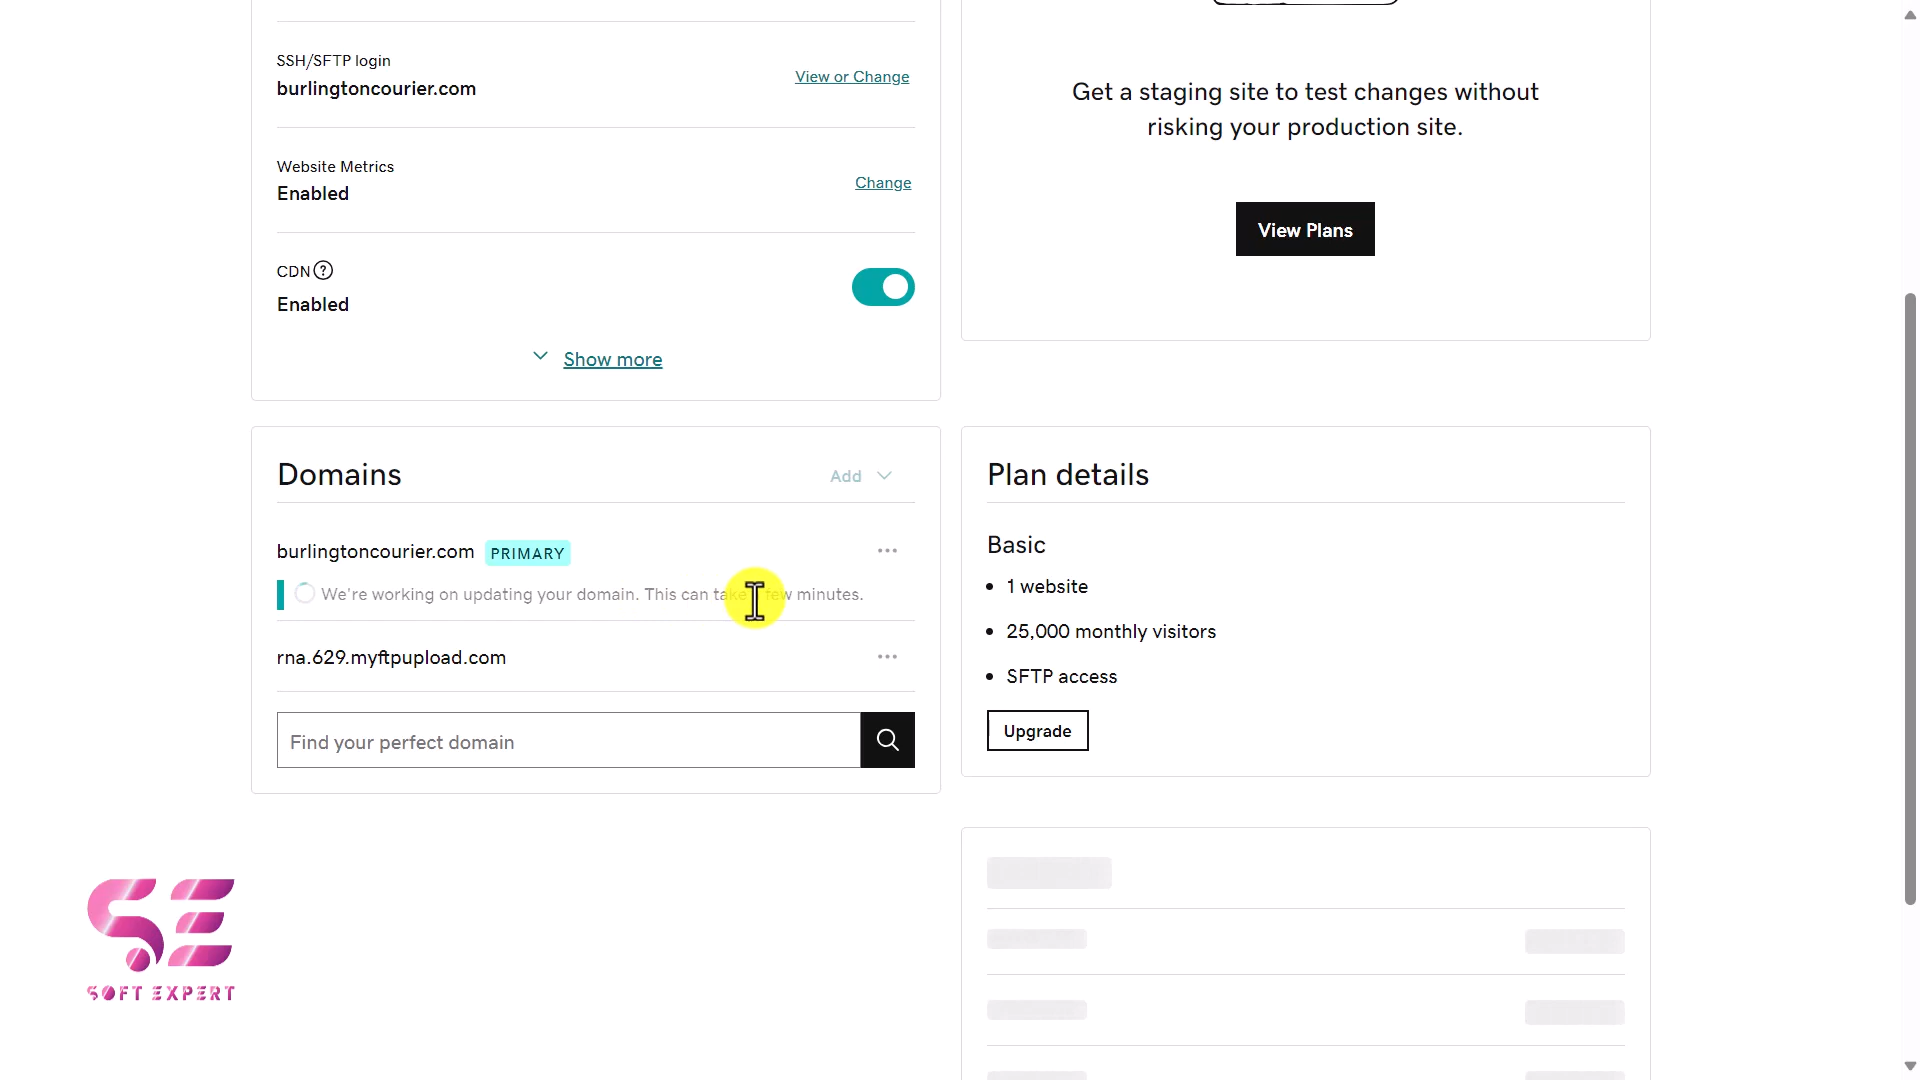 SSH/SFTP login
burlingtoncourier.com
View or Change
Website Metrics
Enabled
Change
CDN
Enabled
Show more
Get a staging site to test changes without
risking your production site.
View Plans
Domains
Add
burlingtoncourier.com PRIMARY
We're working on updating your domain. This can take a few minutes.
rna.629.myftpupload.com
Find your perfect domain
Plan details
Basic
• 1 website
• 25,000 monthly visitors
• SFTP access
Upgrade
SE
SOFT EXPERT